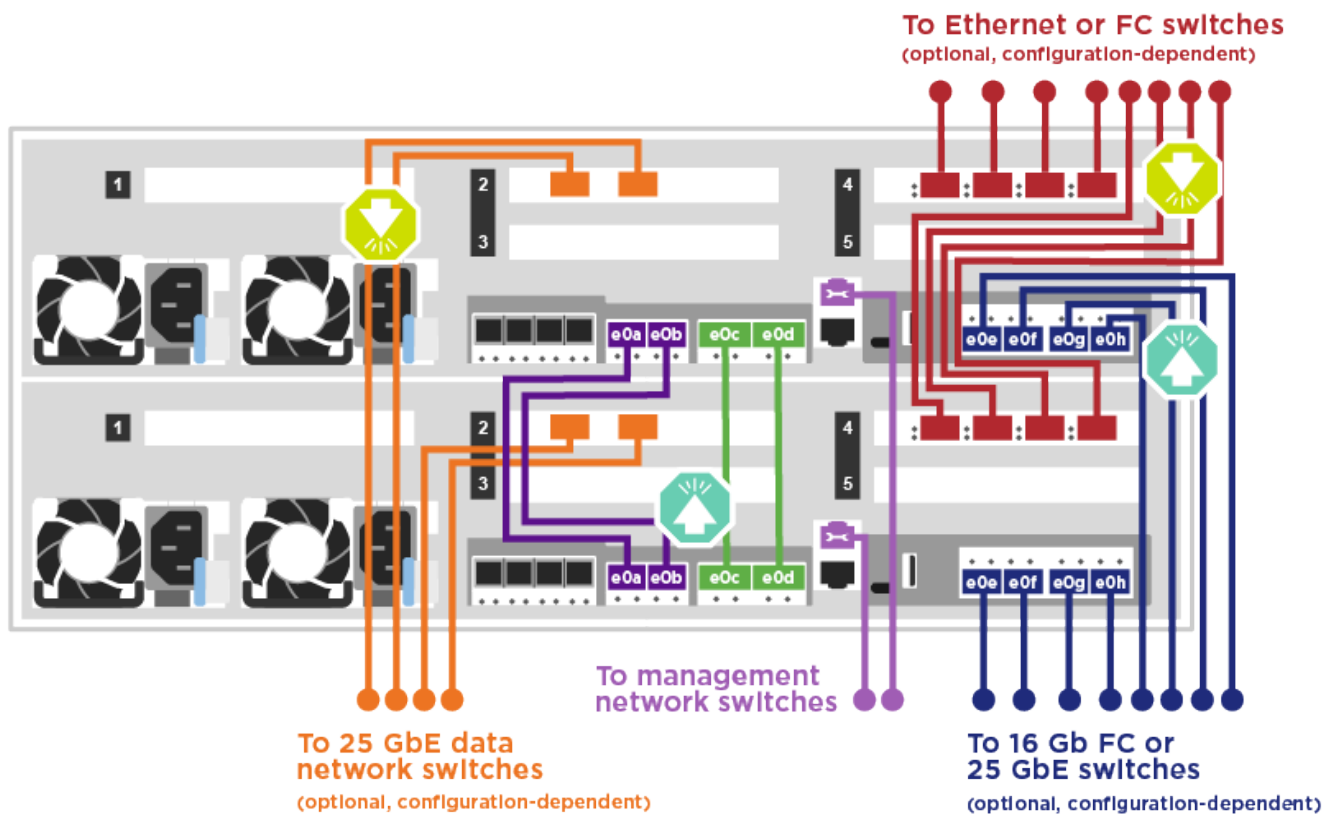 To Ethernet or FC switches
(optional, configuration-dependent)
1
2
3
4
5
e0a e0b e0c e0d
e0e e0f e0g e0h
1
2
3
4
5
e0a e0b e0c e0d
e0e e0f e0g e0h
To management
network switches
To 25 GbE data
network switches
(optional, configuration-dependent)
To 16 Gb FC or
25 GbE switches
(optional, configuration-dependent)